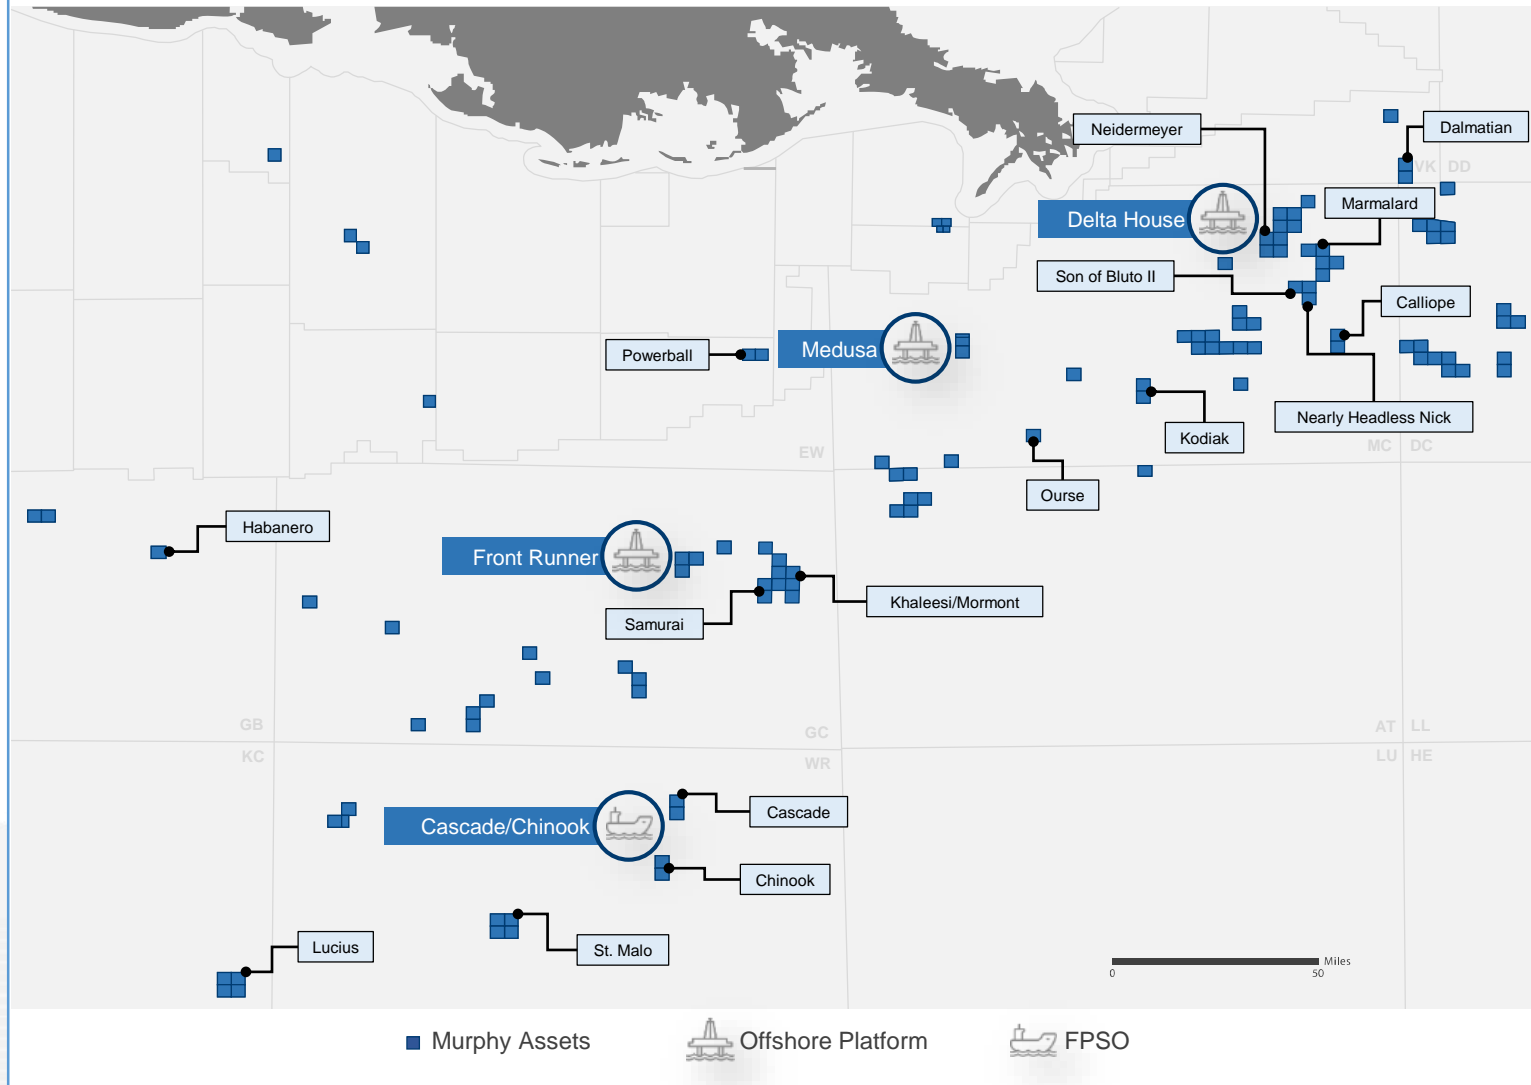 Neidermeyer
Dalmatian
VK DD
Marmalard
Delta House
Son of Bluto II
Calliope
Powerball
Medusa
Nearly Headless Nick
Kodiak
EW
MC DC
Ourse
Habanero
Front Runner
Khaleesi/Mormont
Samurai
GB
GC
AT LL
KC
WR
LU HE
Cascade
Cascade/Chinook
Chinook
Lucius
St. Malo
Miles
0 50
Murphy Assets
Offshore Platform
FPSO